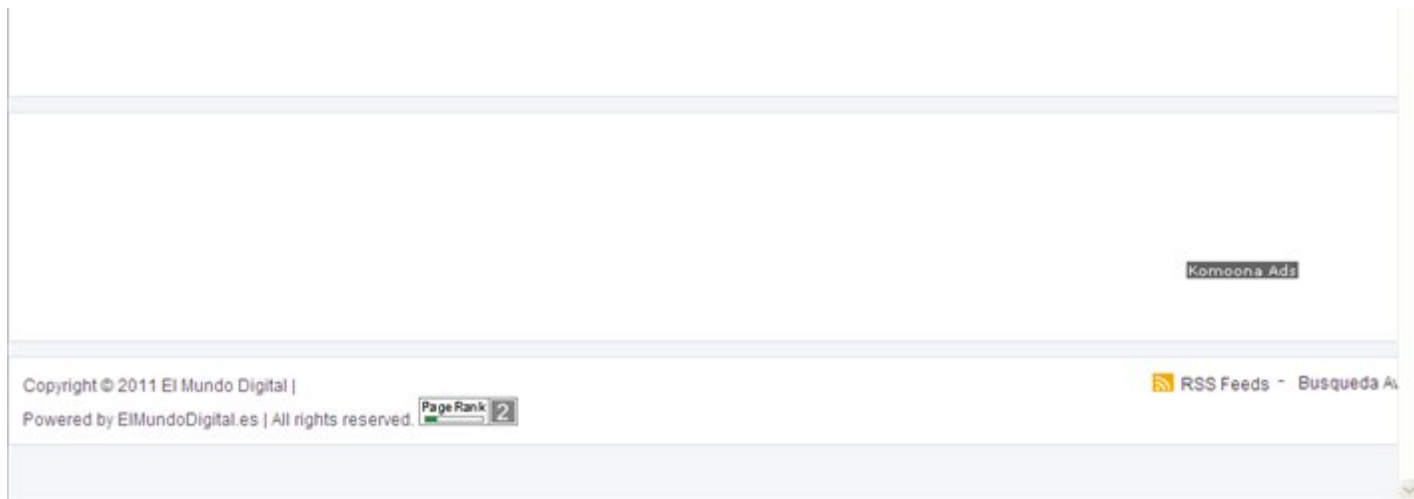 Komoona Ads
Copyright © 2011 El Mundo Digital |
RSS Feeds - Busqueda
Powered by ElMundoDigital.es | All rights reserved. Page Rank 2